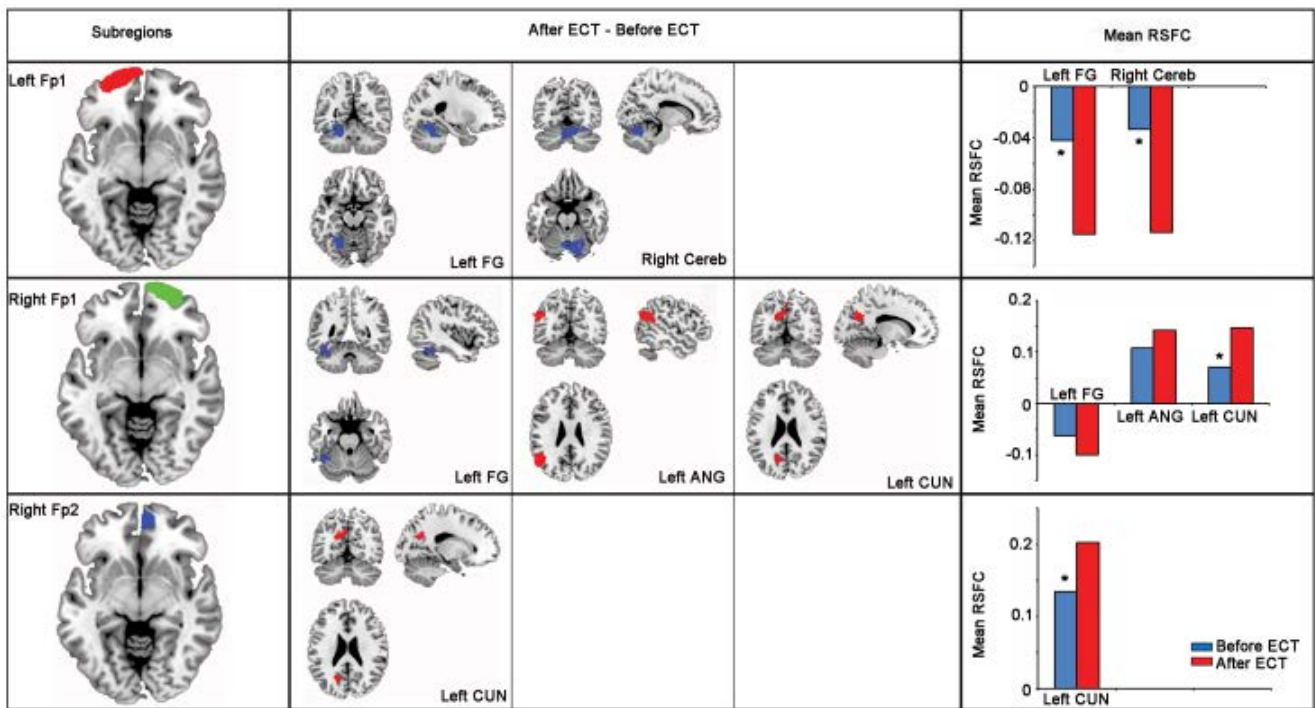 Subregions
After ECT - Before ECT
Mean RSFC
Left Fp1
Left FG
Right Cereb
Left FG Right Cereb
Mean RSFC
0
-0.04
-0.08
-0.12
*
*
Right Fp1
Left FG
Left ANG
Left CUN
Mean RSFC
0.2
0.1
0
-0.1
Left FG
Left ANG
Left CUN
*
Right Fp2
Left CUN
Mean RSFC
0.2
0.1
0
*
Left CUN
Before ECT
After ECT